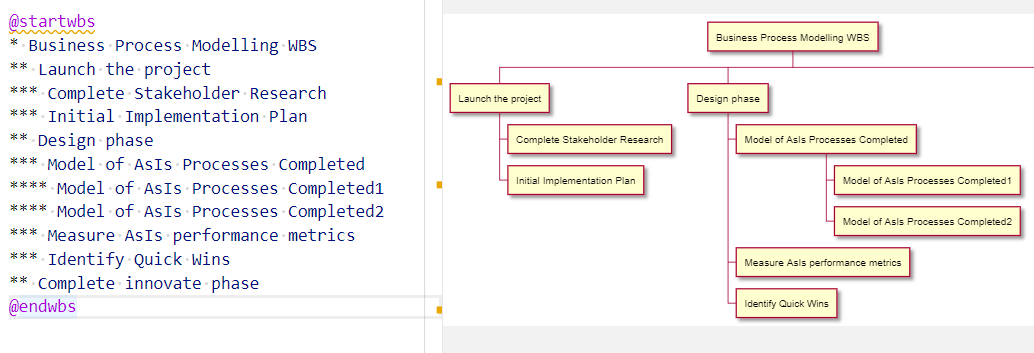 @startwbs
* Business Process Modelling WBS
** Launch the project
*** Complete Stakeholder Research
*** Initial Implementation Plan
** Design phase
*** Model of AsIs Processes Completed
**** Model of AsIs Processes Completed1
**** Model of AsIs Processes Completed2
*** Measure AsIs performance metrics
*** Identify Quick Wins
** Complete innovate phase
@endwbs
Business Process Modelling WBS
Launch the project
Design phase
Complete Stakeholder Research
Model of AsIs Processes Completed
Initial Implementation Plan
Model of AsIs Processes Completed1
Model of AsIs Processes Completed2
Measure AsIs performance metrics
Identify Quick Wins